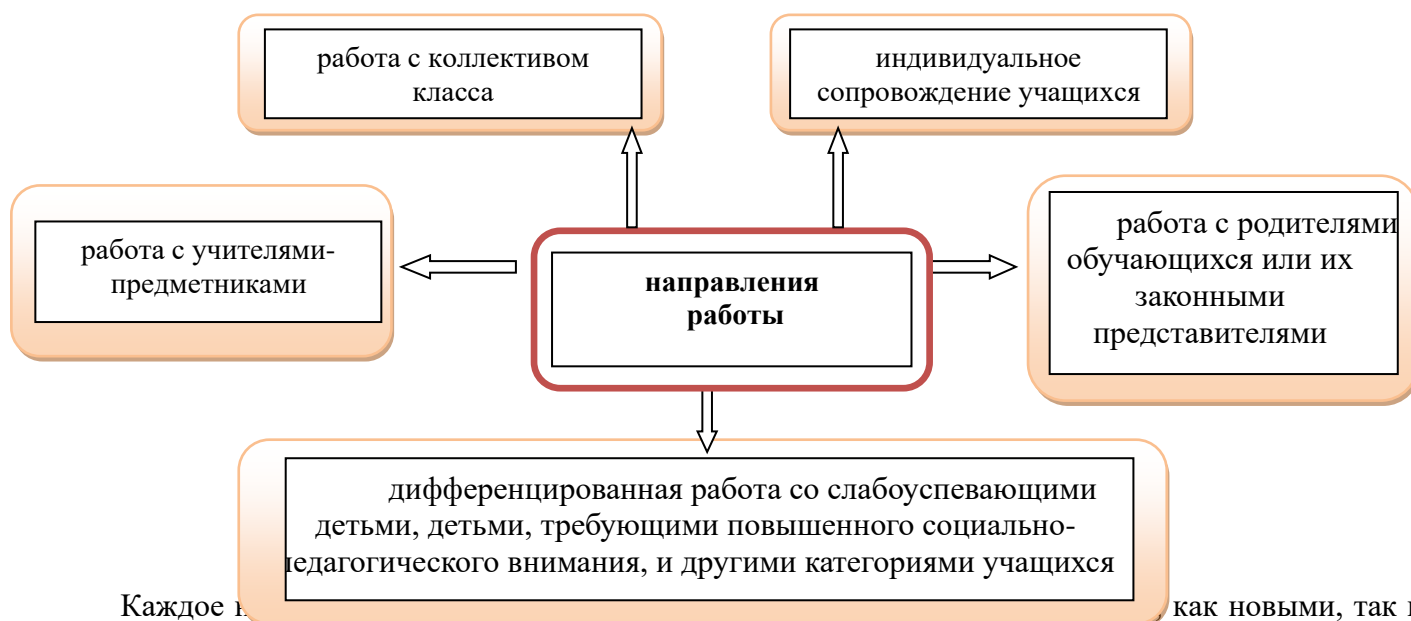 работа с коллективом
класса
индивидуальное
сопровождение учащихся
работа с учителями-
предметниками
направления
работы
работа с родителями
обучающихся или их
законными
представителями
дифференцированная работа со слабоуспевающими
детьми, детьми, требующими повышенного социально-
педагогического внимания, и другими категориями учащихся
Каждое как новыми, так